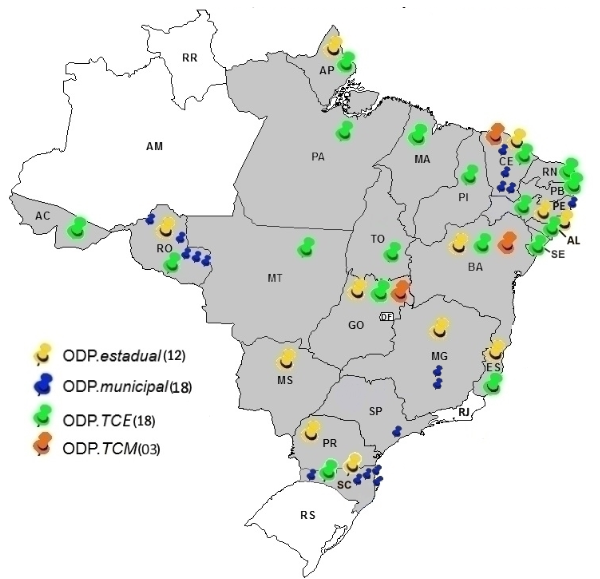 RR
AP
AM
PA
MA
CE
RN
PB
PE
AL
SE
PI
AC
RO
TO
BA
MT
GO
DF
MG
ES
MS
SP
RJ
PR
SC
RS
ODP.estadual(12)
ODP.municipal(18)
ODP.TCE(18)
ODP.TCM(03)